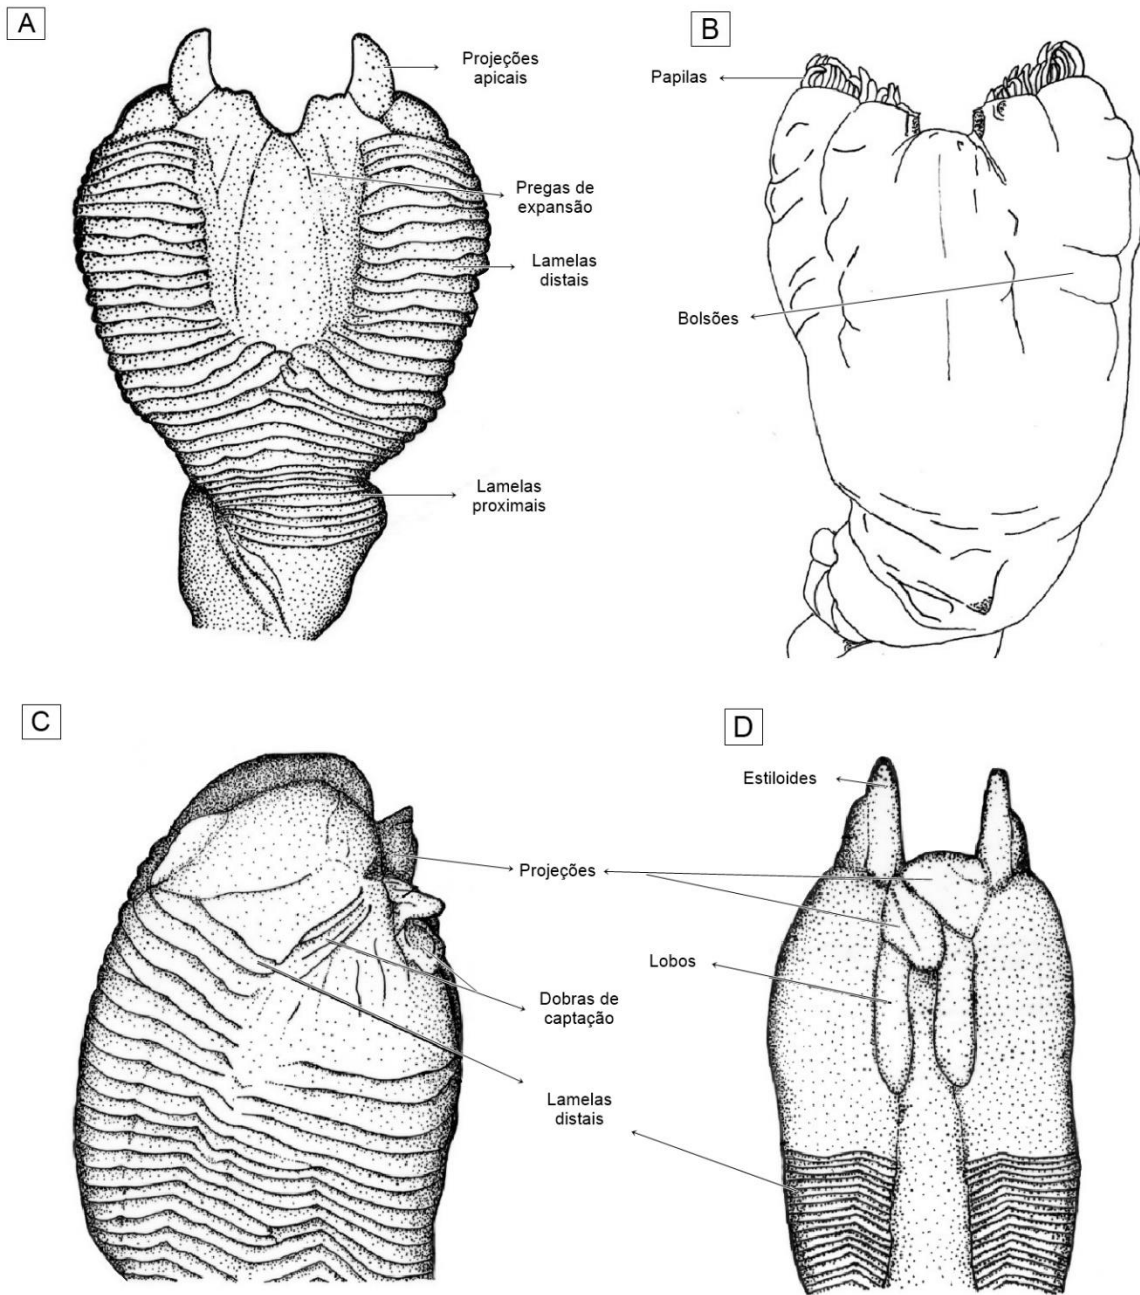 A
Projeções
apicais
Pregas de
expansão
Lamelas
distais
Lamelas
proximais
B
Papilas
Bolsões
C
Projeções
Dobras de
captação
Lamelas
distais
D
Estiloides
Lobos